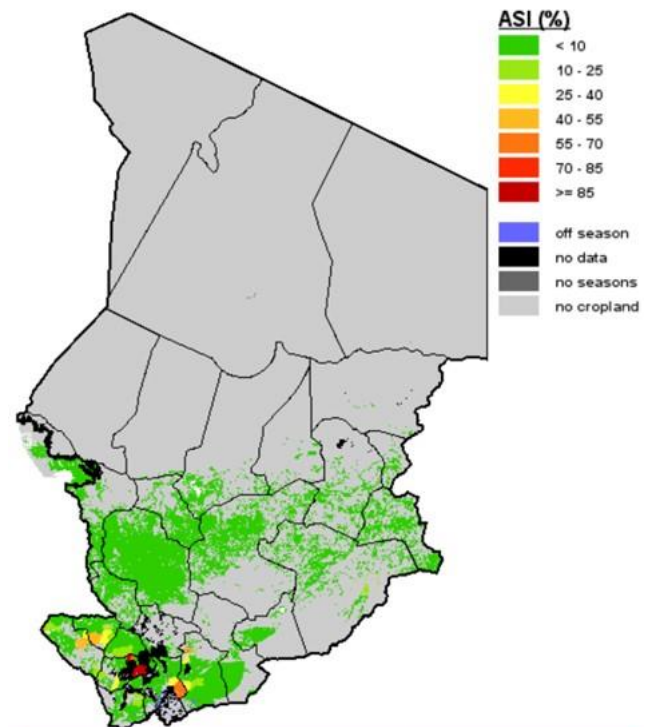 ASI (%)
< 10
10 - 25
25 - 40
40 - 55
55 - 70
70 - 85
>= 85
off season
no data
no seasons
no cropland